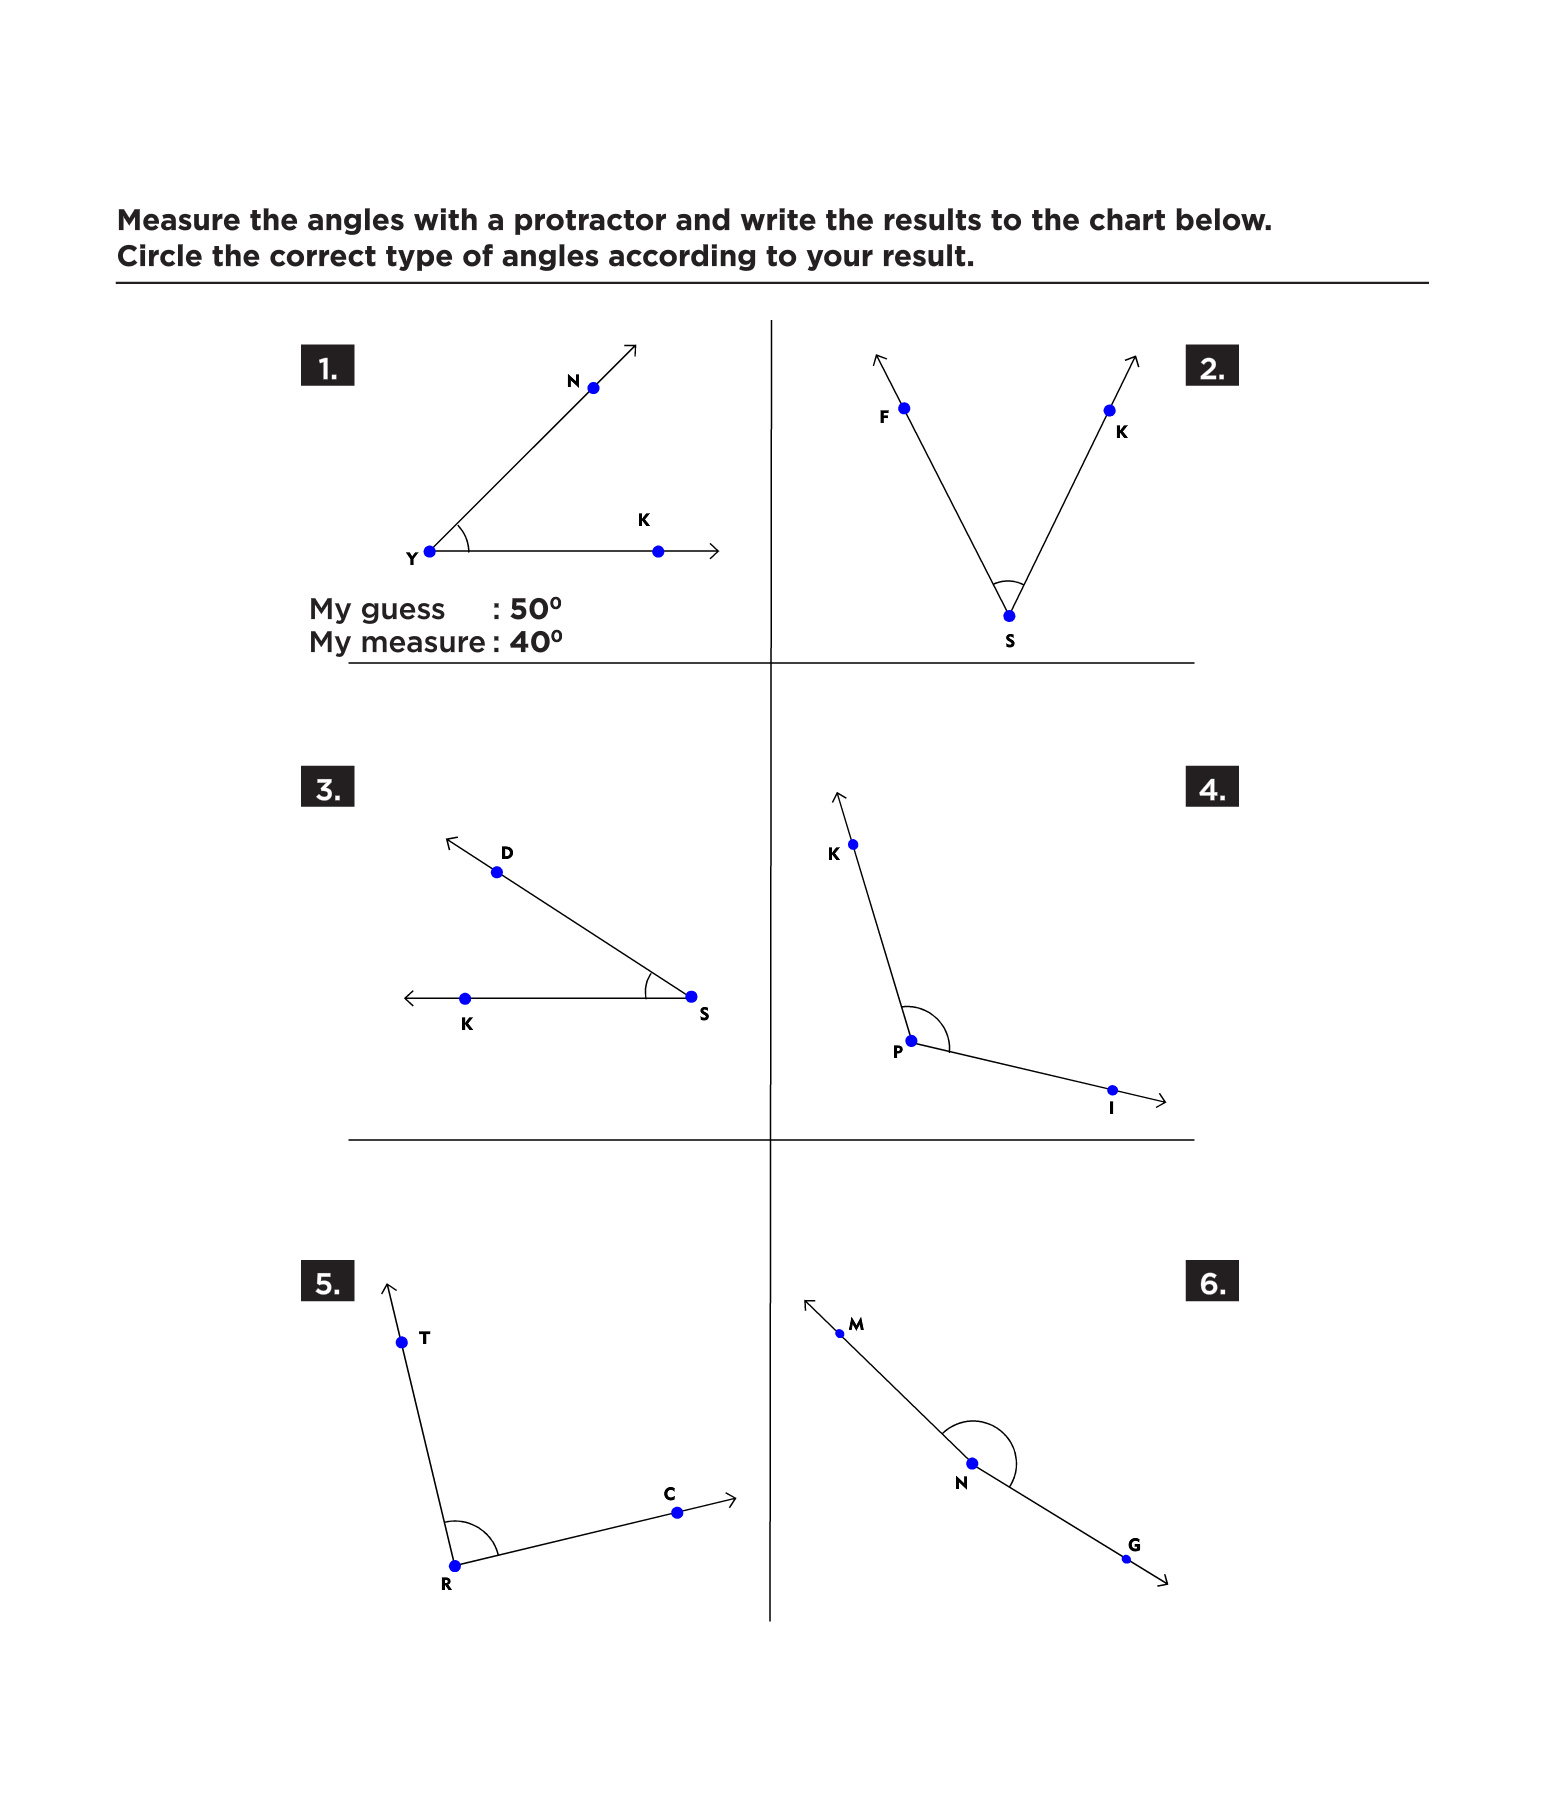 Measure the angles with a protractor and write the results to the chart below.
Circle the correct type of angles according to your result.
1.
N
K
Y
My guess : 50⁰
My measure : 40⁰
2.
F
K
S
3.
D
K
S
4.
K
P
I
5.
T
C
R
6.
M
N
G